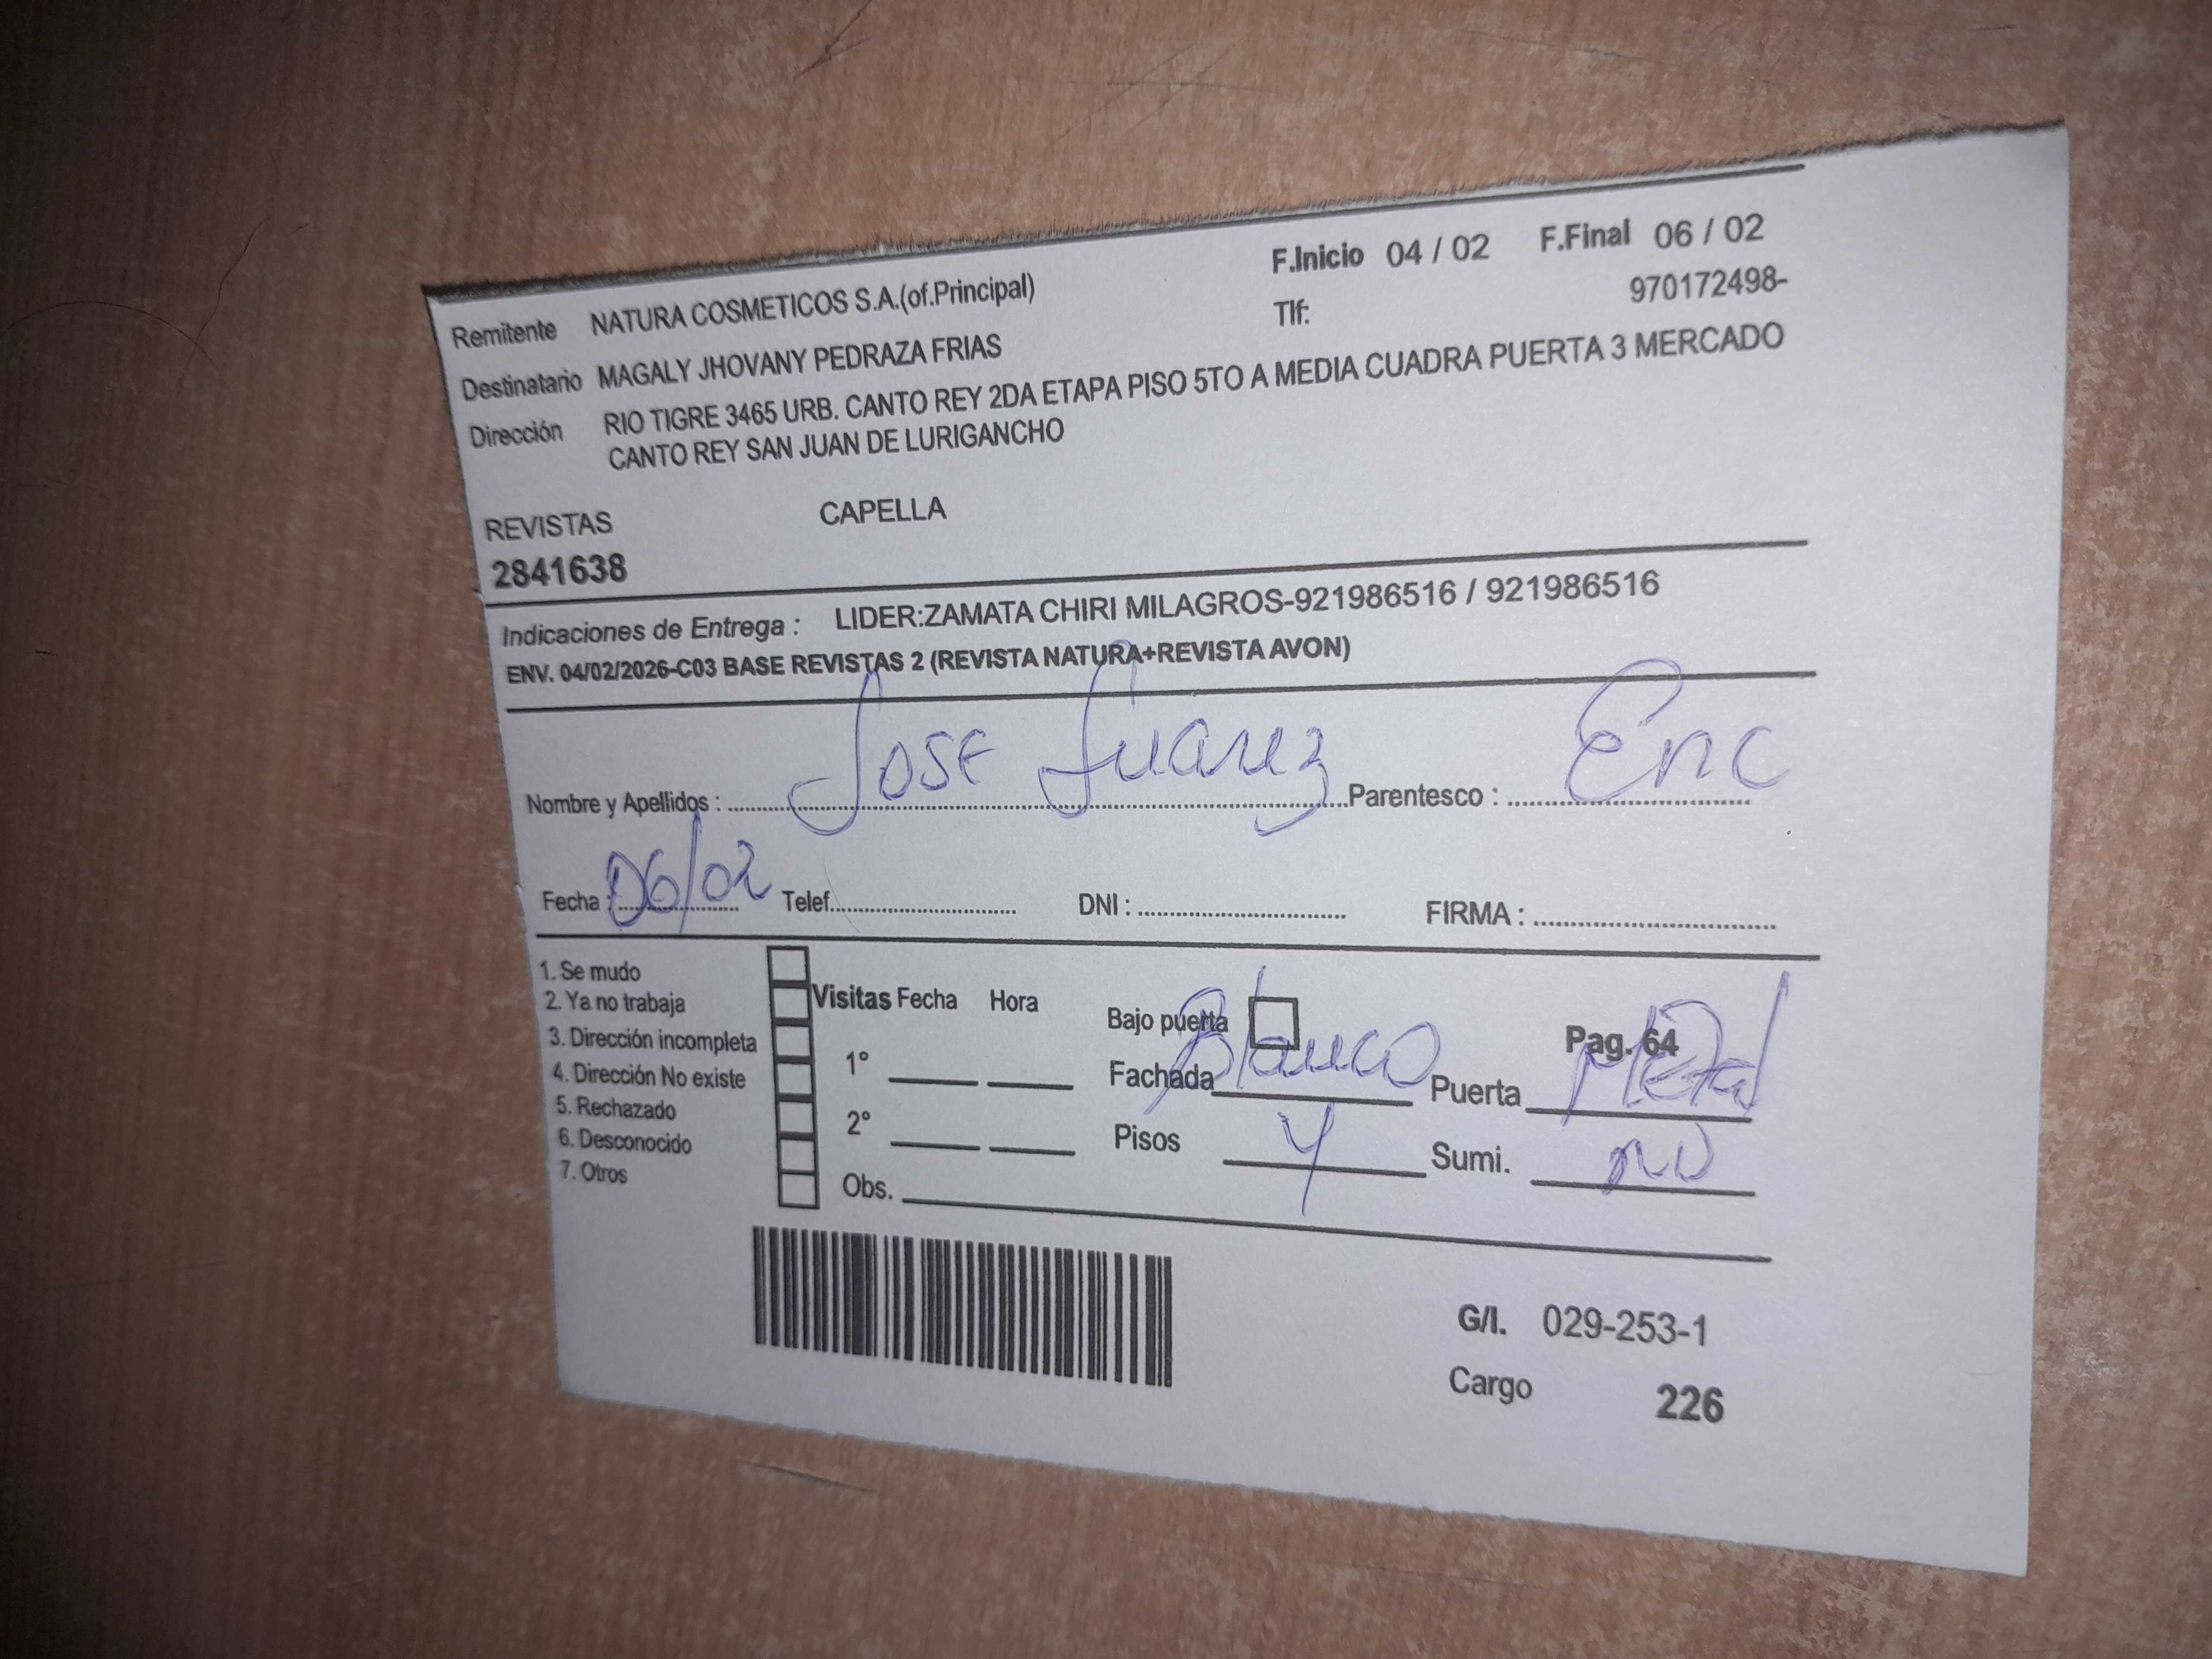 F.Inicio 04 / 02 F.Final 06 / 02
Remitente NATURA COSMETICOS S.A.(of.Principal) Tlf: 970172498-
Destinatario MAGALY JHOVANY PEDRAZA FRIAS
Dirección RIO TIGRE 3465 URB. CANTO REY 2DA ETAPA PISO 5TO A MEDIA CUADRA PUERTA 3 MERCADO
CANTO REY SAN JUAN DE LURIGANCHO
REVISTAS CAPELLA
2841638
Indicaciones de Entrega : LIDER:ZAMATA CHIRI MILAGROS-921986516 / 921986516
ENV. 04/02/2026-C03 BASE REVISTAS 2 (REVISTA NATURA+REVISTA AVON)
Nombre y Apellidos : Jose Suarez Parentesco : Enc
Fecha : 06/02 Telef. DNI : FIRMA :
1. Se mudo
2. Ya no trabaja
3. Dirección incompleta
4. Dirección No existe
5. Rechazado
6. Desconocido
7. Otros
Visitas Fecha Hora
1°
2°
Obs.
Bajo puerta Pag. 64
Fachada Blanco Puerta Metal
Pisos 4 Sumi. no
G/I. 029-253-1
Cargo 226